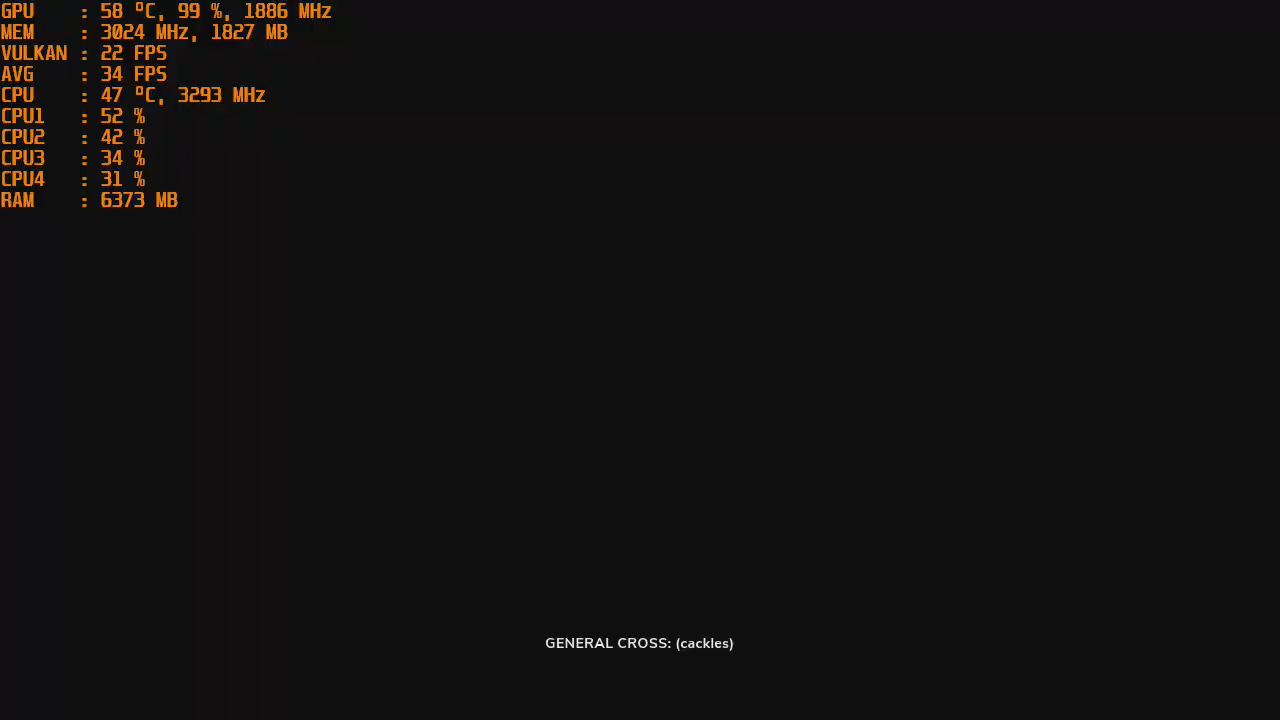 GPU : 58 °C, 99 %, 1886 MHz
MEM : 3024 MHz, 1827 MB
VULKAN : 22 FPS
AVG : 34 FPS
CPU : 47 °C, 3293 MHz
CPU1 : 52 %
CPU2 : 42 %
CPU3 : 34 %
CPU4 : 31 %
RAM : 6373 MB
GENERAL CROSS: (cackles)